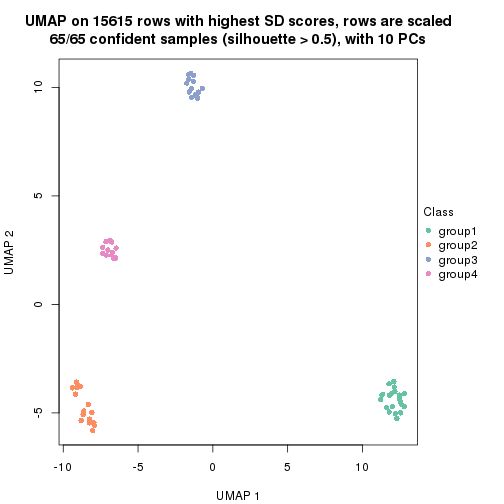 UMAP on 15615 rows with highest SD scores, rows are scaled
65/65 confident samples (silhouette > 0.5), with 10 PCs
10
5
0
-5
UMAP 2
-10
-5
0
5
10
UMAP 1
Class
group1
group2
group3
group4